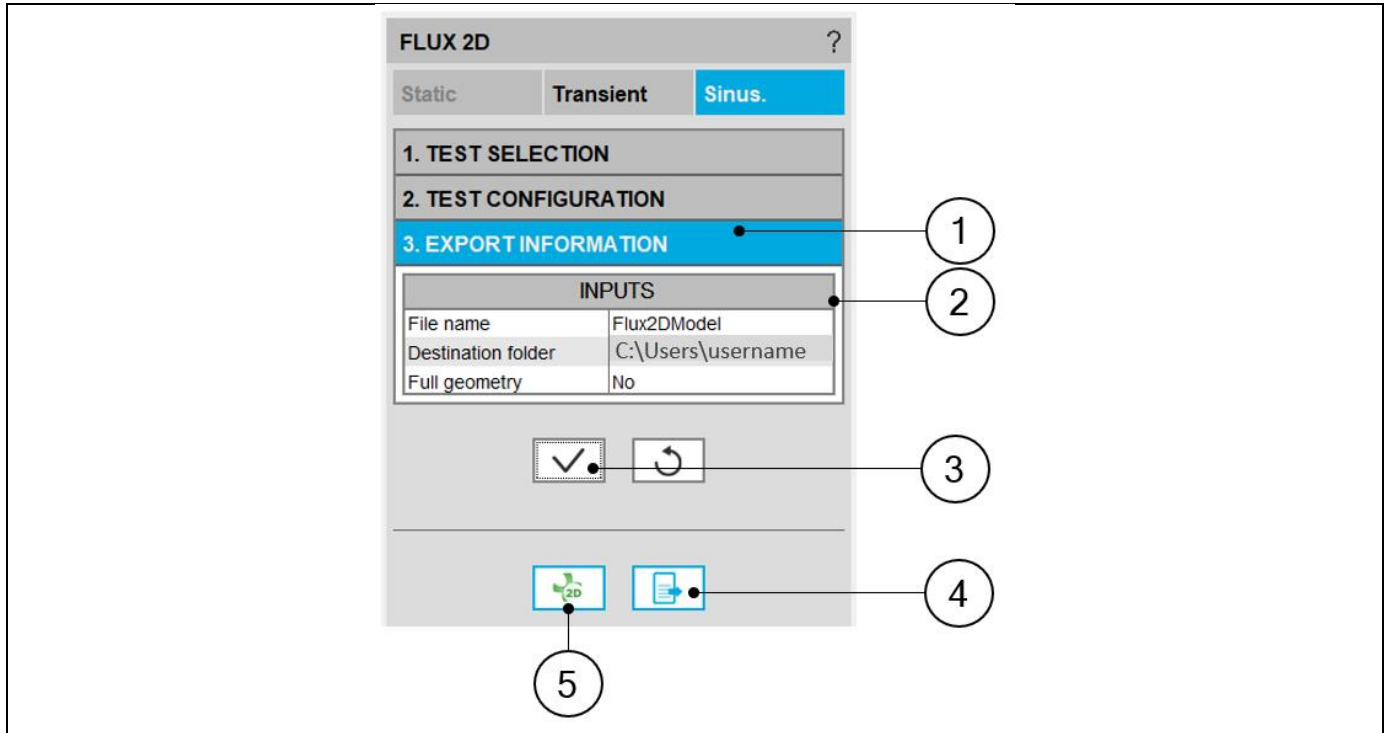 FLUX 2D ?
Static Transient Sinus.
1. TEST SELECTION
2. TEST CONFIGURATION
3. EXPORT INFORMATION
1
INPUTS
2
File name Flux2DModel
Destination folder C:\Users\username
Full geometry No
3
2D
4
5